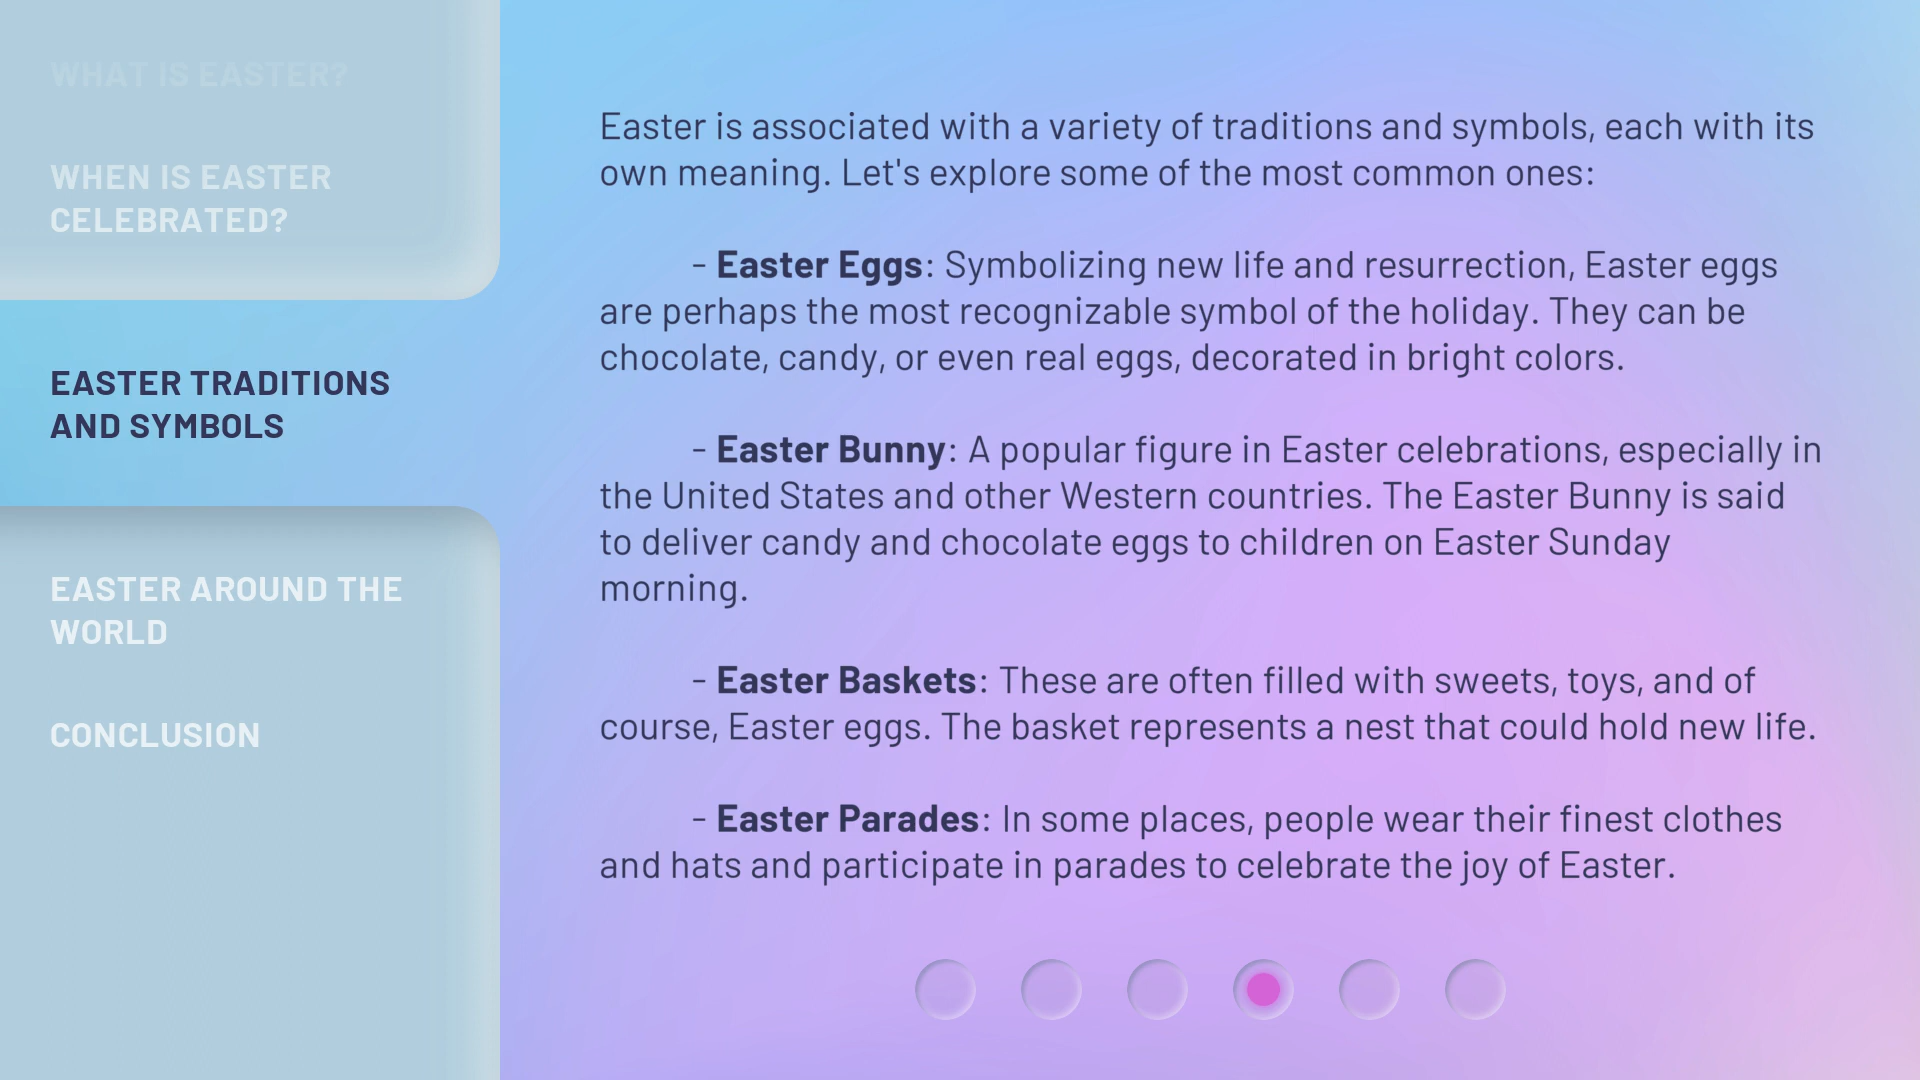 WHAT IS EASTER?
WHEN IS EASTER
CELEBRATED?
EASTER TRADITIONS
AND SYMBOLS
EASTER AROUND THE
WORLD
CONCLUSION
Easter is associated with a variety of traditions and symbols, each with its
own meaning. Let's explore some of the most common ones:
- Easter Eggs: Symbolizing new life and resurrection, Easter eggs
are perhaps the most recognizable symbol of the holiday. They can be
chocolate, candy, or even real eggs, decorated in bright colors.
- Easter Bunny: A popular figure in Easter celebrations, especially in
the United States and other Western countries. The Easter Bunny is said
to deliver candy and chocolate eggs to children on Easter Sunday
morning.
- Easter Baskets: These are often filled with sweets, toys, and of
course, Easter eggs. The basket represents a nest that could hold new life.
- Easter Parades: In some places, people wear their finest clothes
and hats and participate in parades to celebrate the joy of Easter.